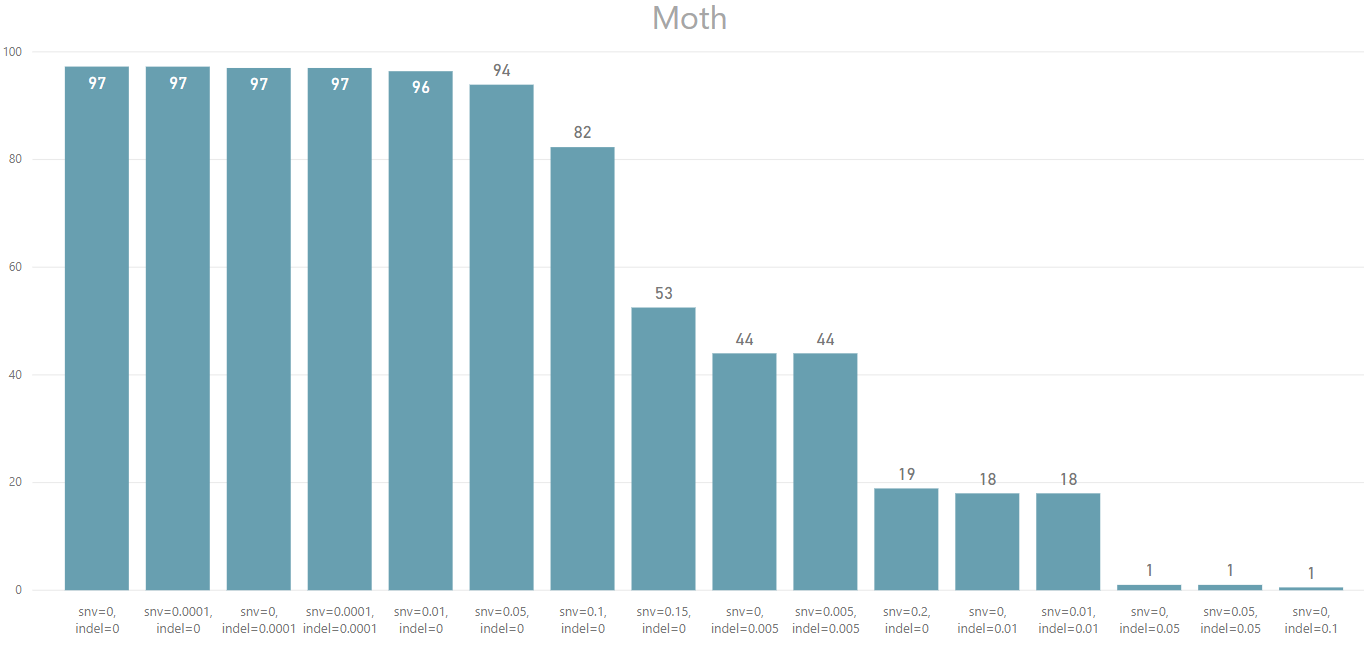 Moth
100
80
60
40
20
0
97
97
97
97
96
94
82
53
44
44
19
18
18
1
1
1
snv=0,
indel=0
snv=0.0001,
indel=0
snv=0,
indel=0.0001
snv=0.0001,
indel=0.0001
snv=0.01,
indel=0
snv=0.05,
indel=0
snv=0.1,
indel=0
snv=0.15,
indel=0
snv=0,
indel=0.005
snv=0.005,
indel=0.005
snv=0.2,
indel=0
snv=0,
indel=0.01
snv=0.01,
indel=0.01
snv=0,
indel=0.05
snv=0.05,
indel=0.05
snv=0,
indel=0.1